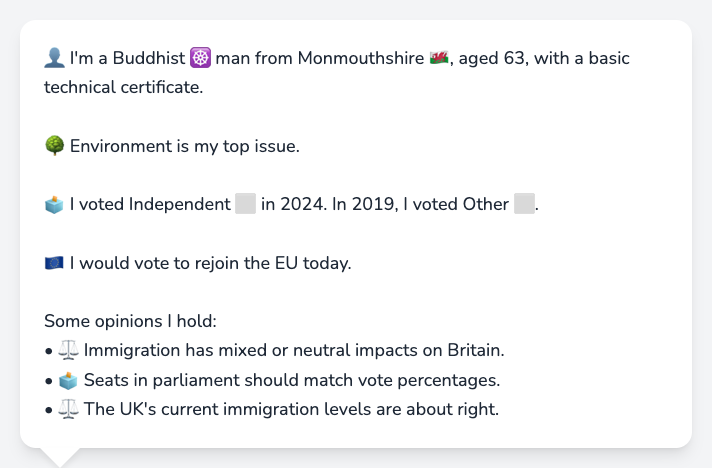 👤 I'm a Buddhist ☸️ man from Monmouthshire 🏴󠁧󠁢󠁷󠁬󠁳󠁿, aged 63, with a basic
technical certificate.
🌳 Environment is my top issue.
🗳️ I voted Independent ⬜ in 2024. In 2019, I voted Other ⬜.
🇪🇺 I would vote to rejoin the EU today.
Some opinions I hold:
• ⚖️ Immigration has mixed or neutral impacts on Britain.
• 🗳️ Seats in parliament should match vote percentages.
• ⚖️ The UK's current immigration levels are about right.